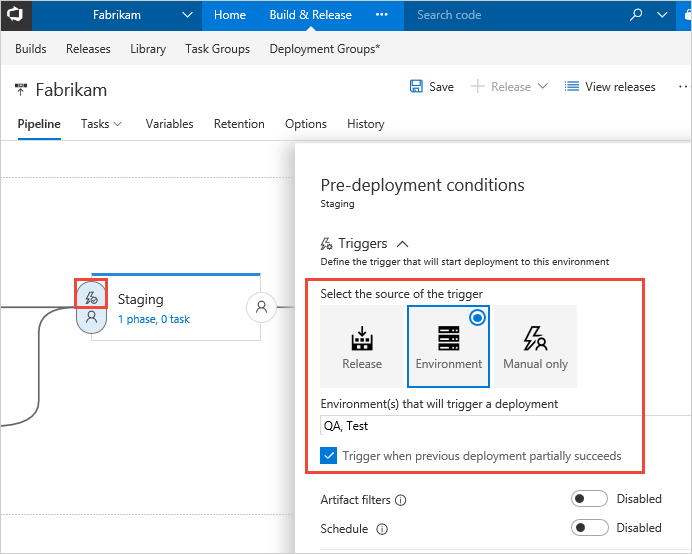 Fabrikam Home Build & Release ••• Search code
Builds Releases Library Task Groups Deployment Groups*
Fabrikam Save Release View releases ...
Pipeline Tasks Variables Retention Options History
Pre-deployment conditions
Staging
Triggers
Define the trigger that will start deployment to this environment
Select the source of the trigger
Staging
1 phase, 0 task
Release Environment Manual only
Environment(s) that will trigger a deployment
QA, Test
Trigger when previous deployment partially succeeds
Artifact filters Disabled
Schedule Disabled